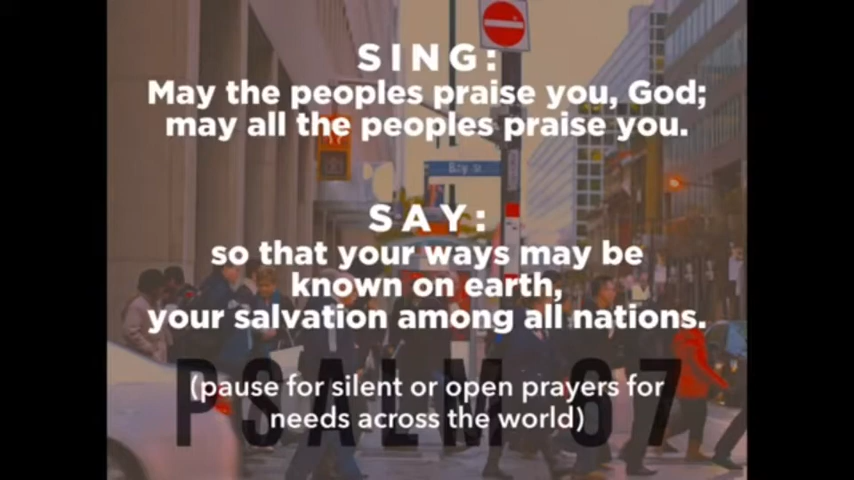 SING:
May the peoples praise you, God;
may all the peoples praise you.
Bay St
SAY:
so that your ways may be
known on earth,
your salvation among all nations.
PSALM 67
(pause for silent or open prayers for
needs across the world)